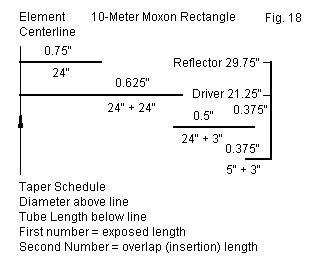 Element 10-Meter Moxon Rectangle Fig. 18
Centerline
0.75"
24"
Reflector 29.75"
0.625"
Driver 21.25"
24" + 24"
0.375"
0.5"
24" + 3"
0.375"
5" + 3"
Taper Schedule
Diameter above line
Tube Length below line
First number = exposed length
Second Number = overlap (insertion) length